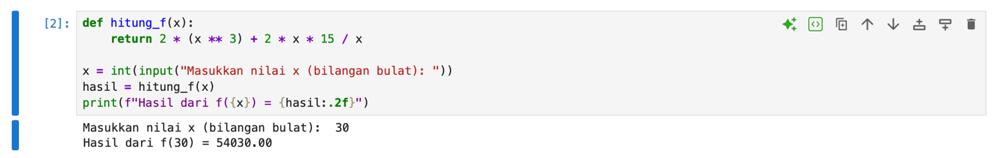 [2]: def hitung_f(x):
    return 2 * (x ** 3) + 2 * x * 15 / x
x = int(input("Masukkan nilai x (bilangan bulat): "))
hasil = hitung_f(x)
print(f"Hasil dari f({x}) = {hasil:.2f}")
Masukkan nilai x (bilangan bulat):  30
Hasil dari f(30) = 54030.00